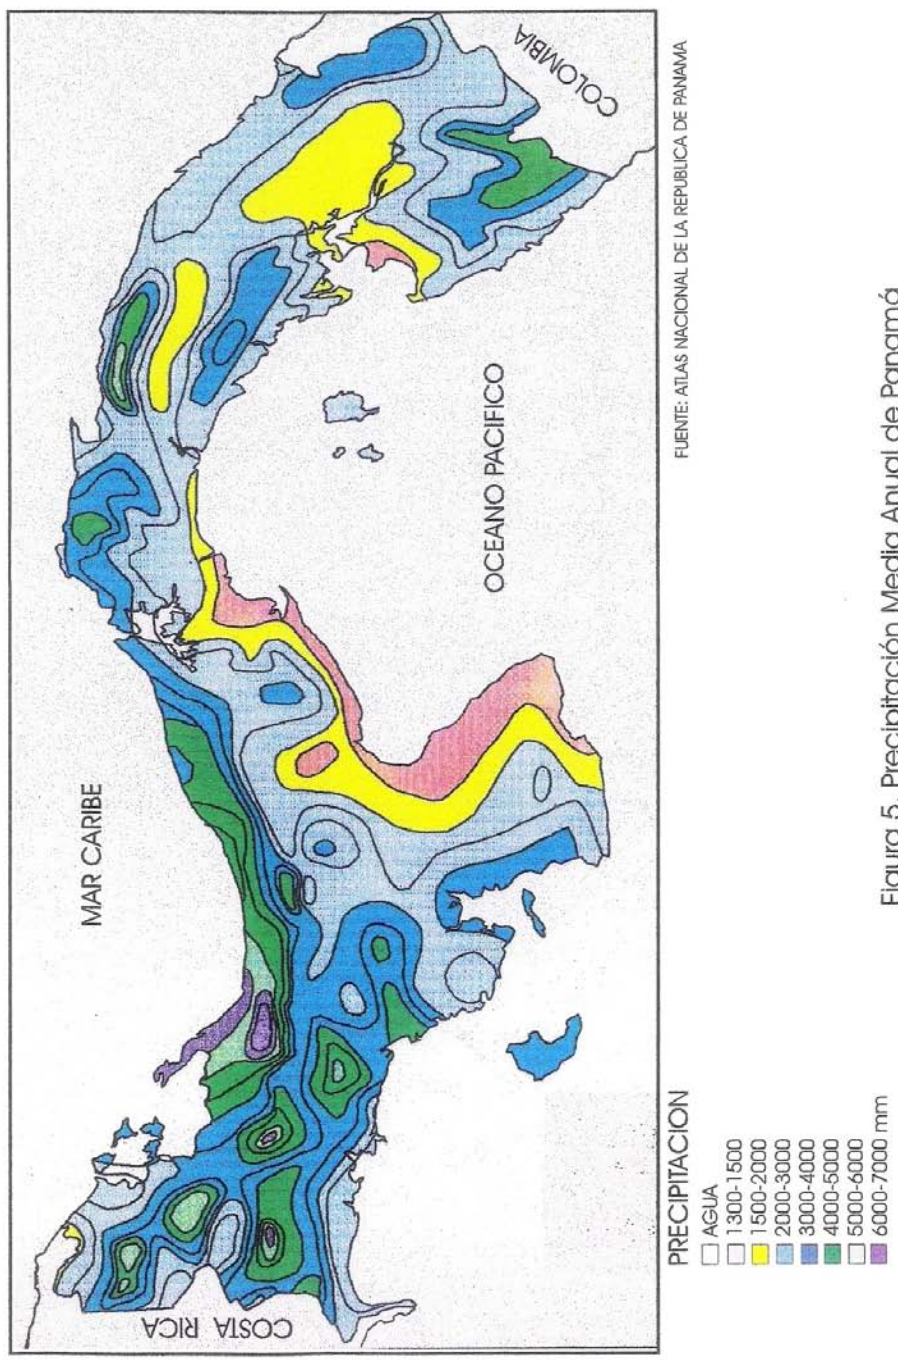 MAR CARIBE
COLOMBIA
OCEANO PACIFICO
COSTA RICA
FUENTE: ATLAS NACIONAL DE LA REPUBLICA DE PANAMA
PRECIPITACION
AGUA
1300-1500
1500-2000
2000-3000
3000-4000
4000-5000
5000-6000
6000-7000 mm
Figura 5. Precipitación Media Anual de Panamá